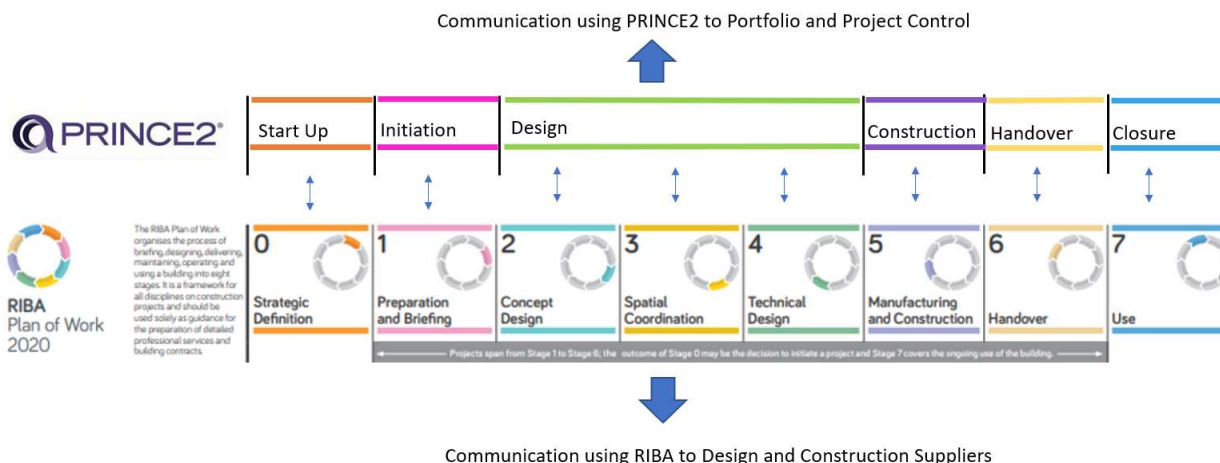 Communication using PRINCE2 to Portfolio and Project Control
PRINCE2®
Start Up
Initiation
Design
Construction
Handover
Closure
RIBA
Plan of Work
2020
The RIBA Plan of Work
organises the process of
briefing, designing, delivering,
maintaining, operating and
using a building into eight
stages. It is a framework for
all disciplines on construction
projects and should be
used solely as guidance for
the preparation of detailed
professional services and
building contracts.
0
Strategic
Definition
1
Preparation
and Briefing
2
Concept
Design
3
Spatial
Coordination
4
Technical
Design
5
Manufacturing
and Construction
6
Handover
7
Use
Projects span from Stage 1 to Stage 6; the outcome of Stage 0 may be the decision to initiate a project and Stage 7 covers the ongoing use of the building.
Communication using RIBA to Design and Construction Suppliers